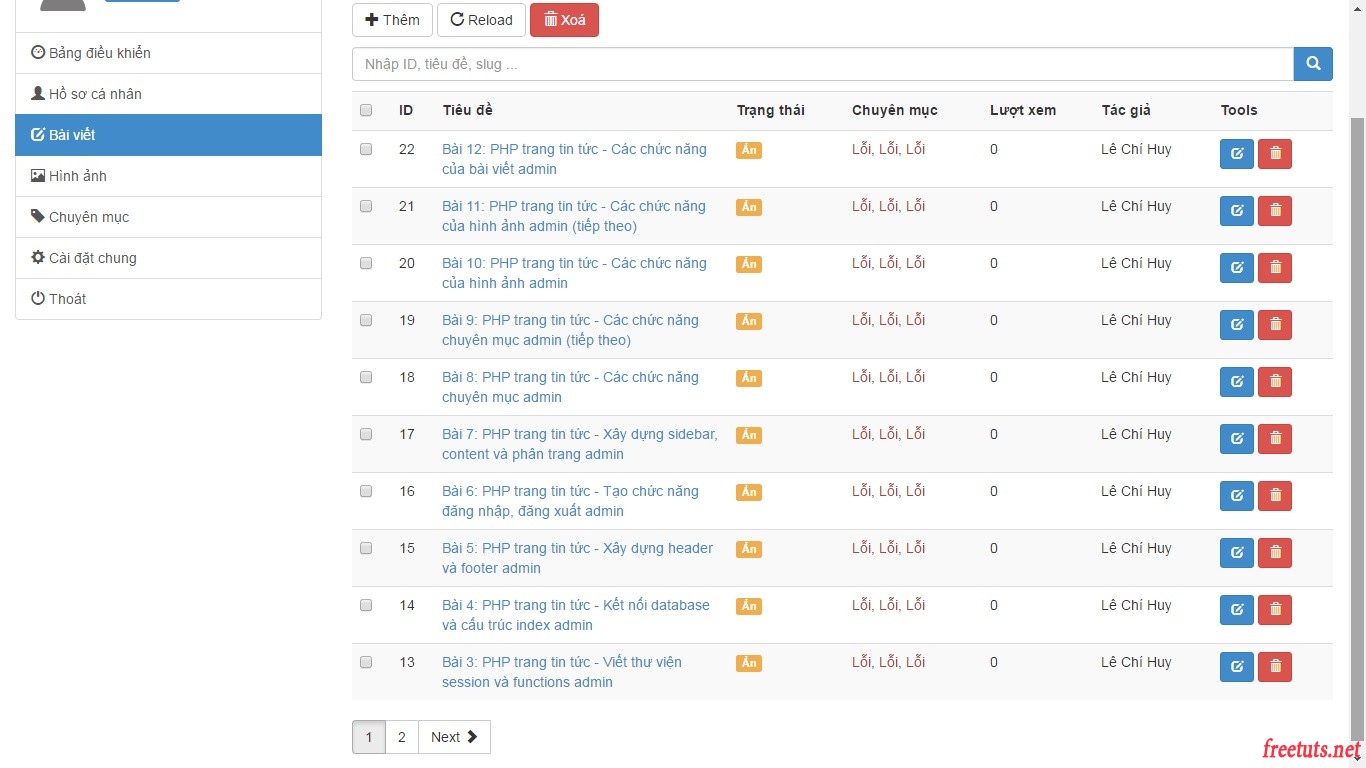 Thêm Reload Xoá
Bảng điều khiển
Hồ sơ cá nhân
Bài viết
Hình ảnh
Chuyên mục
Cài đặt chung
Thoát
Nhập ID, tiêu đề, slug ...
ID Tiêu đề Trạng thái Chuyên mục Lượt xem Tác giả Tools
22 Bài 12: PHP trang tin tức - Các chức năng Ẩn Lỗi, Lỗi, Lỗi 0 Lê Chí Huy
của bài viết admin
21 Bài 11: PHP trang tin tức - Các chức năng Ẩn Lỗi, Lỗi, Lỗi 0 Lê Chí Huy
của hình ảnh admin (tiếp theo)
20 Bài 10: PHP trang tin tức - Các chức năng Ẩn Lỗi, Lỗi, Lỗi 0 Lê Chí Huy
của hình ảnh admin
19 Bài 9: PHP trang tin tức - Các chức năng Ẩn Lỗi, Lỗi, Lỗi 0 Lê Chí Huy
chuyên mục admin (tiếp theo)
18 Bài 8: PHP trang tin tức - Các chức năng Ẩn Lỗi, Lỗi, Lỗi 0 Lê Chí Huy
chuyên mục admin
17 Bài 7: PHP trang tin tức - Xây dựng sidebar, Ẩn Lỗi, Lỗi, Lỗi 0 Lê Chí Huy
content và phân trang admin
16 Bài 6: PHP trang tin tức - Tạo chức năng Ẩn Lỗi, Lỗi, Lỗi 0 Lê Chí Huy
đăng nhập, đăng xuất admin
15 Bài 5: PHP trang tin tức - Xây dựng header Ẩn Lỗi, Lỗi, Lỗi 0 Lê Chí Huy
và footer admin
14 Bài 4: PHP trang tin tức - Kết nối database Ẩn Lỗi, Lỗi, Lỗi 0 Lê Chí Huy
và cấu trúc index admin
13 Bài 3: PHP trang tin tức - Viết thư viện Ẩn Lỗi, Lỗi, Lỗi 0 Lê Chí Huy
session và functions admin
1 2 Next
freetuts.net